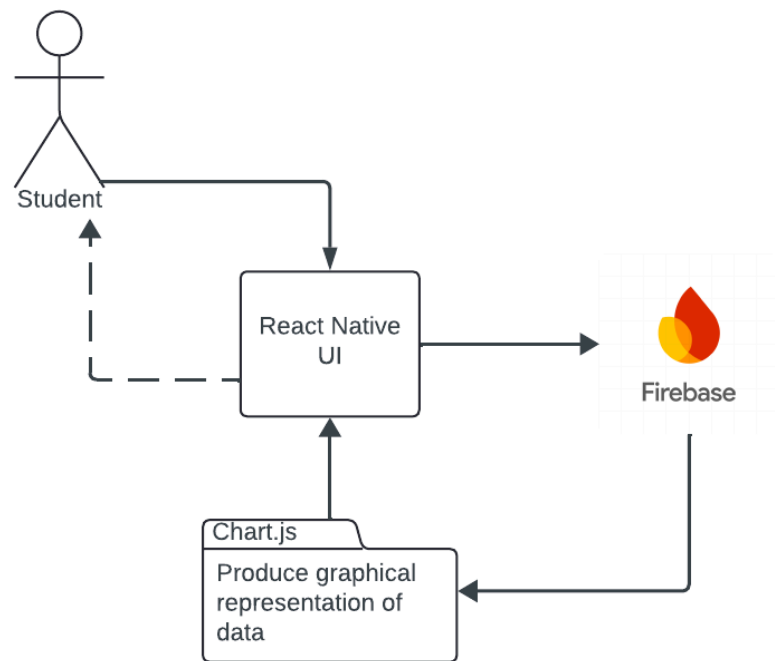 Student
React Native
UI
Firebase
Chart.js
Produce graphical
representation of
data